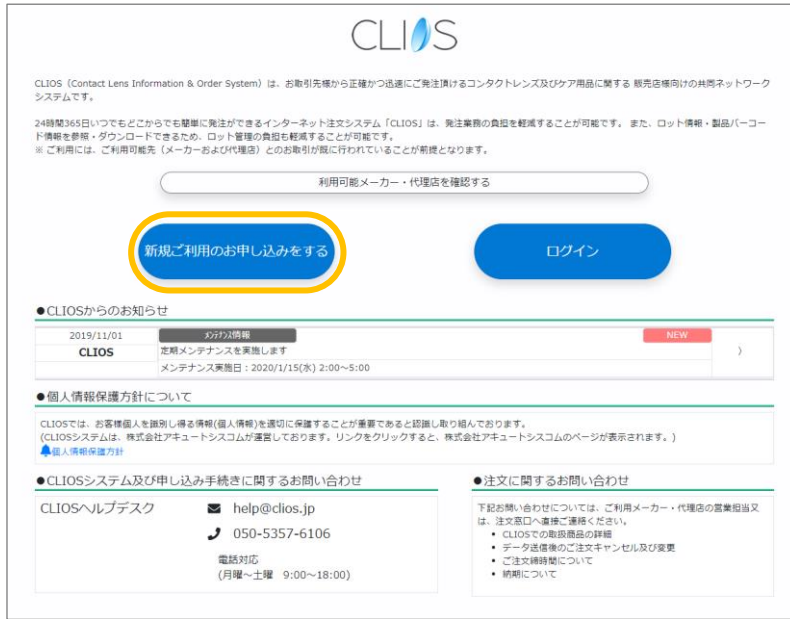 CLIOS
CLIOS（Contact Lens Information & Order System）は、お取引先様から正確かつ迅速にご発注頂けるコンタクトレンズ及びケア用品に関する 販売店様向けの共同ネットワーク
システムです。
24時間365日いつでもどこからでも簡単に発注ができるインターネット注文システム「CLIOS」は、発注業務の負担を軽減することが可能です。 また、ロット情報・製品バーコー
ド情報を参照・ダウンロードできるため、ロット管理の負担も軽減することが可能です。
※ ご利用には、ご利用可能先（メーカーおよび代理店）とのお取引が既に行われていることが前提となります。
利用可能メーカー・代理店を確認する
新規ご利用のお申し込みをする
ログイン
●CLIOSからのお知らせ
2019/11/01
ﾒﾝﾃﾅﾝｽ情報
NEW
CLIOS
定期メンテナンスを実施します
メンテナンス実施日：2020/1/15(水) 2:00～5:00
●個人情報保護方針について
CLIOSでは、お客様個人を識別し得る情報(個人情報)を適切に保護することが重要であると認識し取り組んでおります。
(CLIOSシステムは、株式会社アキュートシスコムが運営しております。リンクをクリックすると、株式会社アキュートシスコムのページが表示されます。)
個人情報保護方針
●CLIOSシステム及び申し込み手続きに関するお問い合わせ
CLIOSヘルプデスク
help@clios.jp
050-5357-6106
電話対応
(月曜～土曜 9:00～18:00)
●注文に関するお問い合わせ
下記お問い合わせについては、ご利用メーカー・代理店の営業担当又
は、注文窓口へ直接ご連絡ください。
• CLIOSでの取扱商品の詳細
• データ送信後のご注文キャンセル及び変更
• ご注文締時間について
• 納期について